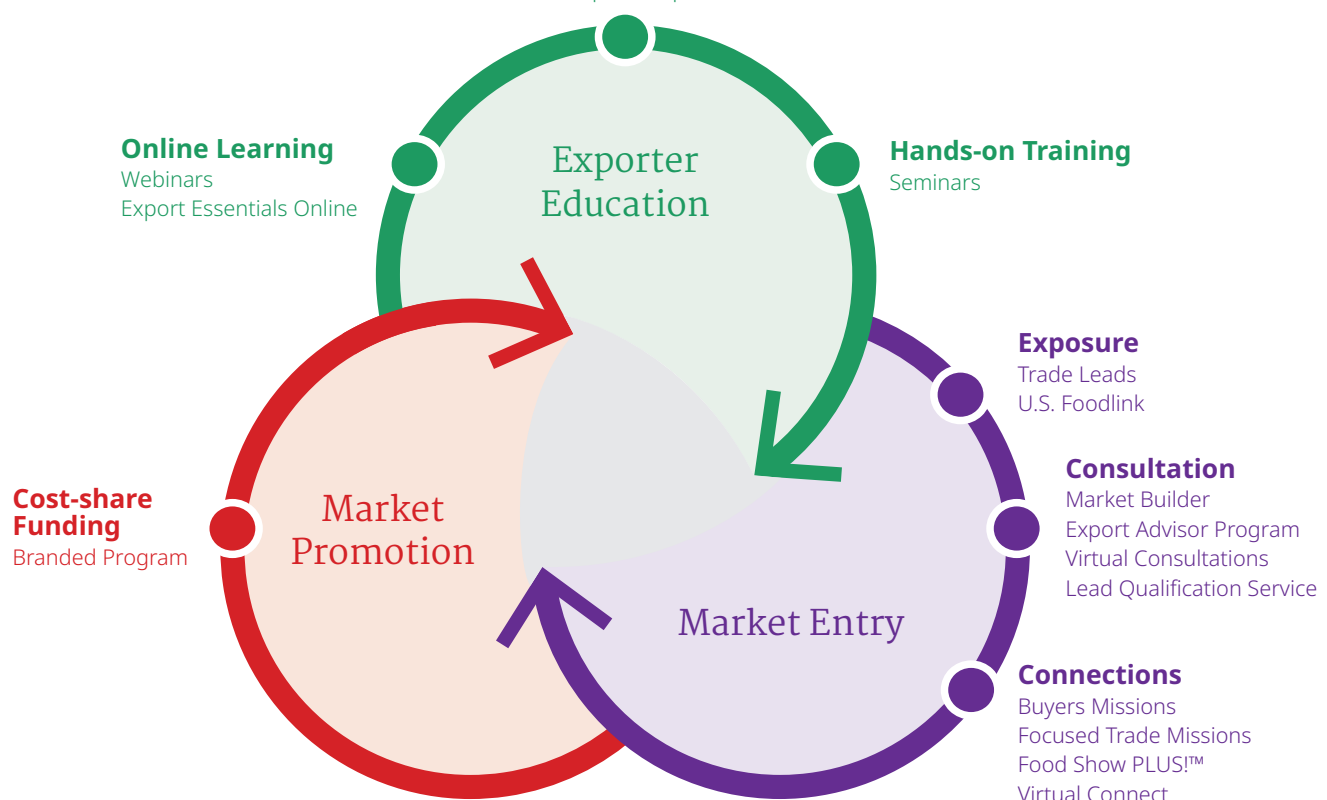 Online Learning
Webinars
Export Essentials Online
Exporter
Education
Hands-on Training
Seminars
Exposure
Trade Leads
U.S. Foodlink
Cost-share
Funding
Branded Program
Market
Promotion
Consultation
Market Builder
Export Advisor Program
Virtual Consultations
Lead Qualification Service
Market Entry
Connections
Buyers Missions
Focused Trade Missions
Food Show PLUS!™
Virtual Connect